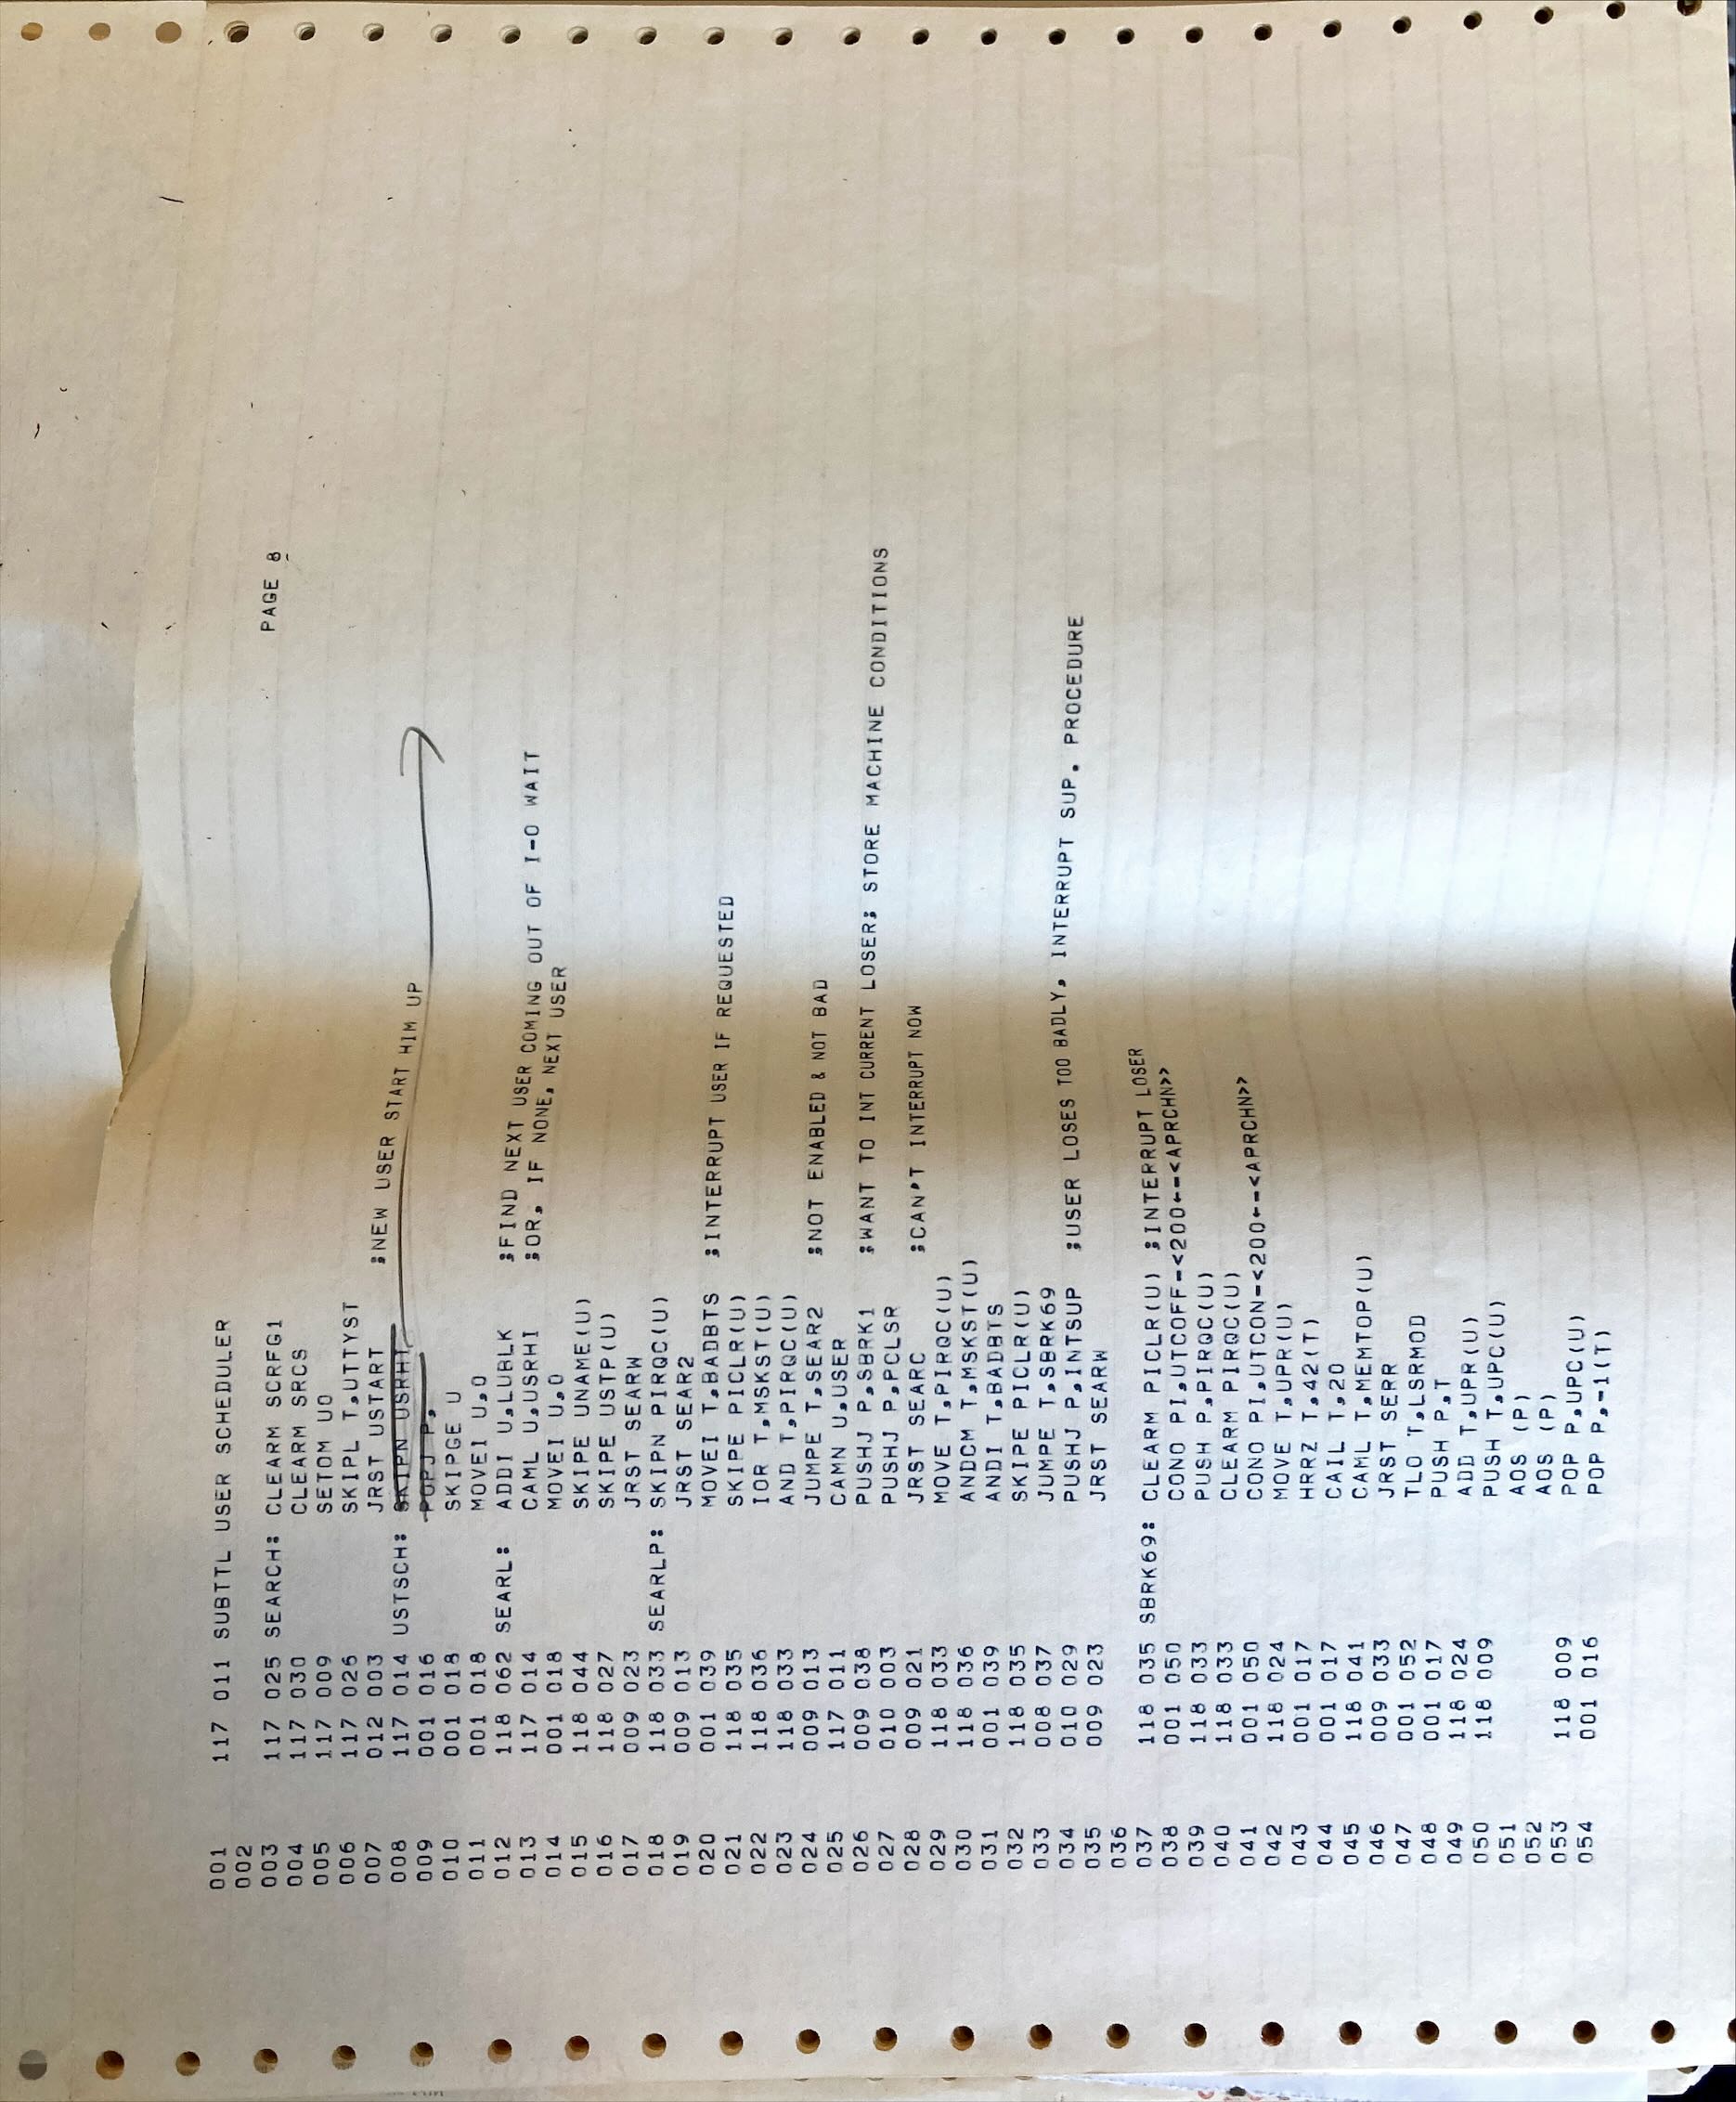 PAGE 8
001 117 011 SUBTTL USER SCHEDULER
002
003 117 025 SEARCH: CLEARM SCRFG1
004 117 030 CLEARM SRCS
005 117 009 SETOM UO
006 117 026 SKIPL T,UTTYST
007 012 003 JRST USTART ;NEW USER START HIM UP
008 117 014 USTSCH: SKIPN USRHI
009 001 016 POPJ P,
010 001 018 SKIPGE U
011 001 018 MOVEI U,0
012 118 062 SEARL: ADDI U,LUBLK ;FIND NEXT USER COMING OUT OF I-O WAIT
013 117 014 CAML U,USRHI ;OR, IF NONE, NEXT USER
014 001 018 MOVEI U,0
015 118 044 SKIPE UNAME(U)
016 118 027 SKIPE USTP(U)
017 009 023 JRST SEARW
018 118 033 SEARLP: SKIPN PIRQC(U)
019 009 013 JRST SEAR2
020 001 039 MOVEI T,BADBTS ;INTERRUPT USER IF REQUESTED
021 118 035 SKIPE PICLR(U)
022 118 036 IOR T,MSKST(U)
023 118 033 AND T,PIRQC(U)
024 009 013 JUMPE T,SEAR2 ;NOT ENABLED & NOT BAD
025 117 011 CAMN U,USER
026 009 038 PUSHJ P,SBRK1 ;WANT TO INT CURRENT LOSER; STORE MACHINE CONDITIONS
027 010 003 PUSHJ P,PCLSR
028 009 021 JRST SEARC ;CAN'T INTERRUPT NOW
029 118 033 MOVE T,PIRQC(U)
030 118 036 ANDCM T,MSKST(U)
031 001 039 ANDI T,BADBTS
032 118 035 SKIPE PICLR(U)
033 008 037 JUMPE T,SBRK69
034 010 029 PUSHJ P,INTSUP ;USER LOSES TOO BADLY, INTERRUPT SUP. PROCEDURE
035 009 023 JRST SEARW
036
037 118 035 SBRK69: CLEARM PICLR(U) ;INTERRUPT LOSER
038 001 050 CONO PI,UTCOFF-<200←-<APRCHN>>
039 118 033 PUSH P,PIRQC(U)
040 118 033 CLEARM PIRQC(U)
041 001 050 CONO PI,UTCON-<200←-<APRCHN>>
042 118 024 MOVE T,UPR(U)
043 001 017 HRRZ T,42(T)
044 001 017 CAIL T,20
045 118 041 CAML T,MEMTOP(U)
046 009 033 JRST SERR
047 001 052 TLO T,LSRMOD
048 001 017 PUSH P,T
049 118 024 ADD T,UPR(U)
050 118 009 PUSH T,UPC(U)
051 AOS (P)
052 AOS (P)
053 118 009 POP P,UPC(U)
054 001 016 POP P,-1(T)